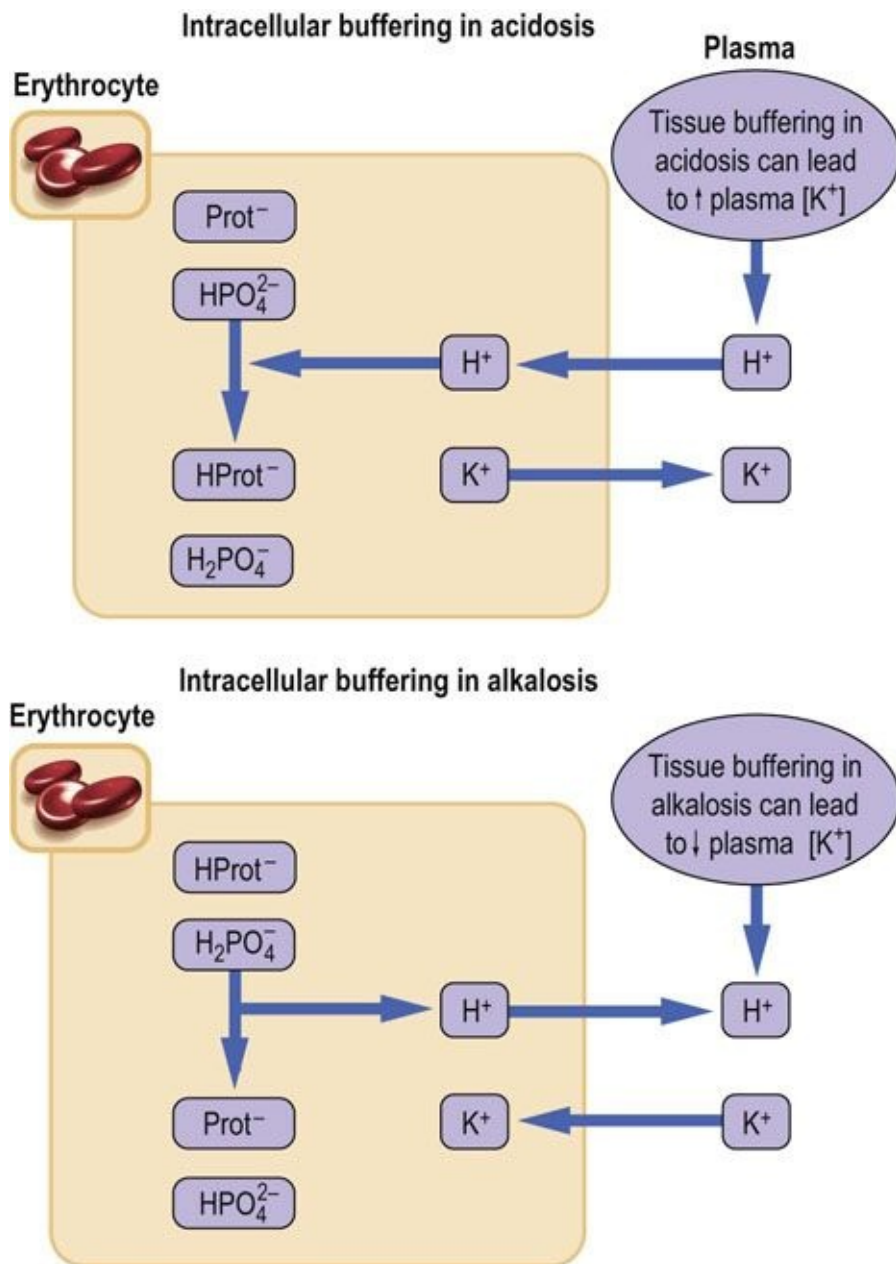 Intracellular buffering in acidosis
Plasma
Erythrocyte
Tissue buffering in
acidosis can lead
to ↑ plasma [K⁺]
Prot⁻
HPO₄²⁻
H⁺
H⁺
HProt⁻
K⁺
K⁺
H₂PO₄⁻
Intracellular buffering in alkalosis
Erythrocyte
Tissue buffering in
alkalosis can lead
to ↓ plasma [K⁺]
HProt⁻
H₂PO₄⁻
H⁺
H⁺
Prot⁻
K⁺
K⁺
HPO₄²⁻